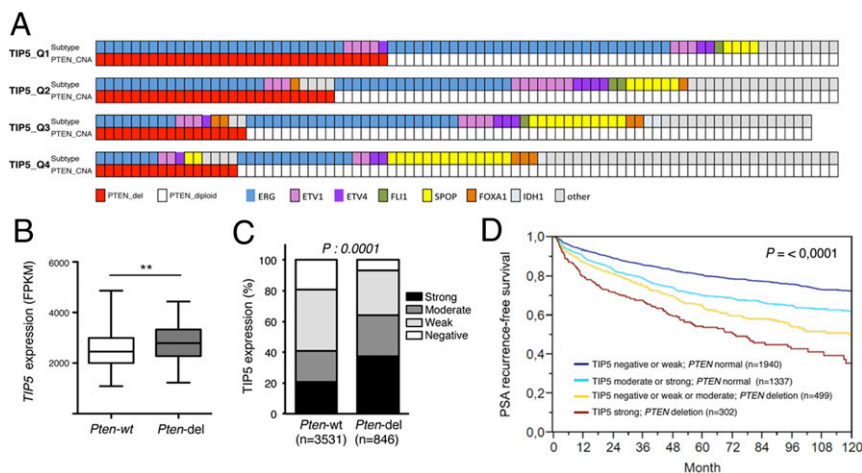 A
TIP5_Q1 Subtype
PTEN_CNA
TIP5_Q2 Subtype
PTEN_CNA
TIP5_Q3 Subtype
PTEN_CNA
TIP5_Q4 Subtype
PTEN_CNA
PTEN_del PTEN_diploid ERG ETV1 ETV4 FLI1 SPOP FOXA1 IDH1 other
B
TIP5 expression (FPKM)
6000
4000
2000
0
**
Pten-wt Pten-del
C
P : 0.0001
TIP5 expression (%)
100
80
60
40
20
0
Strong
Moderate
Weak
Negative
Pten-wt Pten-del
(n=3531) (n=846)
D
P = < 0,0001
PSA recurrence-free survival
1,0
0,8
0,6
0,4
0,2
0,0
TIP5 negative or weak; PTEN normal (n=1940)
TIP5 moderate or strong; PTEN normal (n=1337)
TIP5 negative or weak or moderate; PTEN deletion (n=499)
TIP5 strong; PTEN deletion (n=302)
0 12 24 36 48 60 72 84 96 108 120
Month